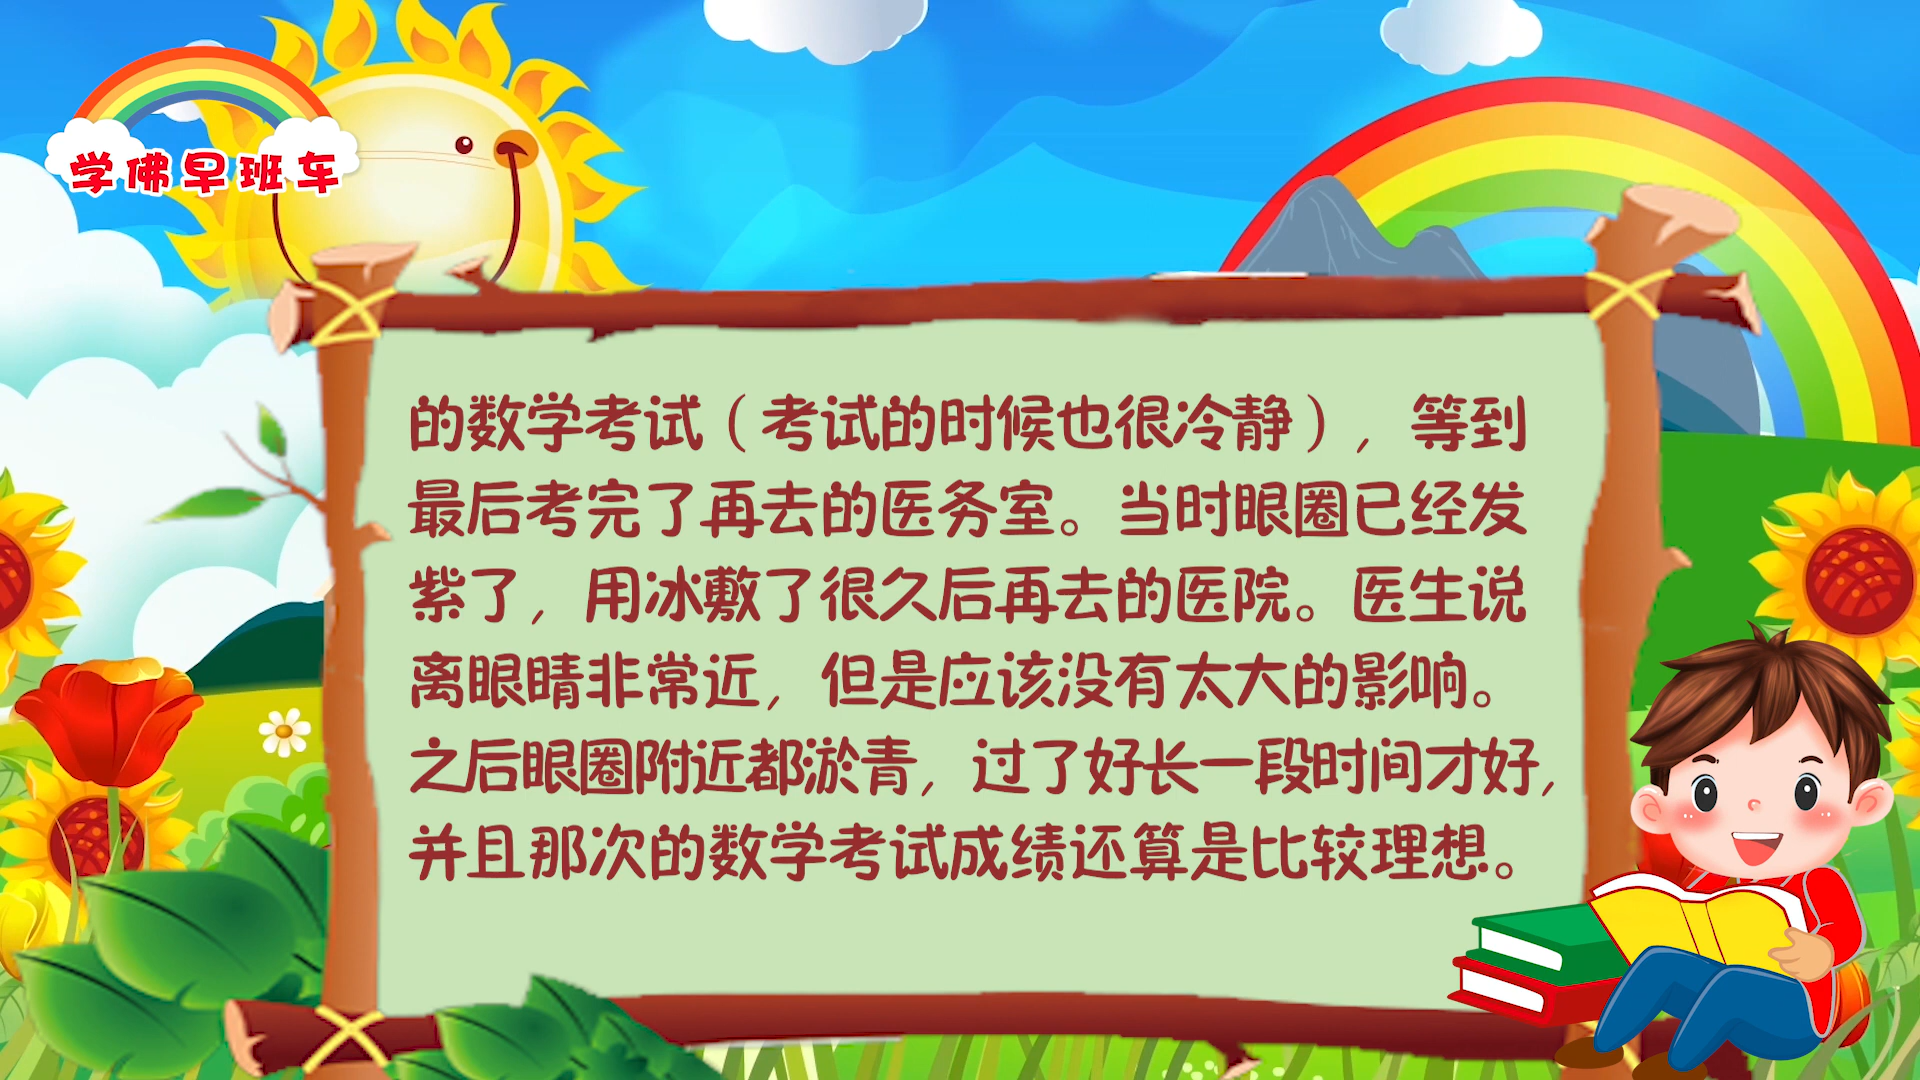 学佛早班车
的数学考试（考试的时候也很冷静），等到
最后考完了再去的医务室。当时眼圈已经发
紫了，用冰敷了很久后再去的医院。医生说
离眼睛非常近，但是应该没有太大的影响。
之后眼圈附近都淤青，过了好长一段时间才好，
并且那次的数学考试成绩还算是比较理想。